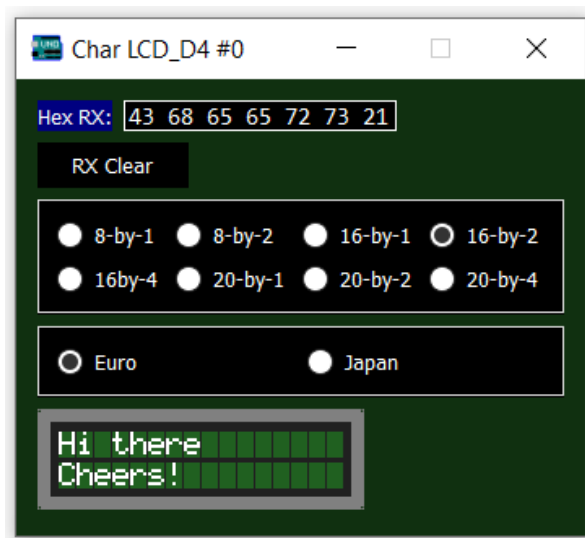 Char LCD_D4 #0
Hex RX: 43 68 65 65 72 73 21
RX Clear
8-by-1 8-by-2 16-by-1 16-by-2
16by-4 20-by-1 20-by-2 20-by-4
Euro Japan
Hi there
Cheers!